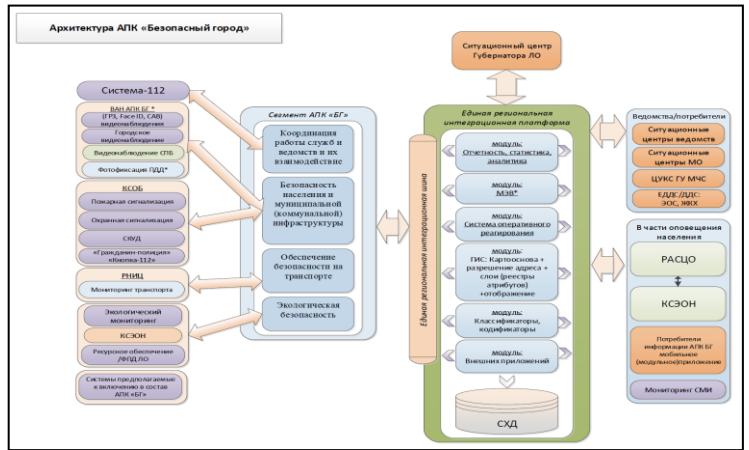 Архитектура АПК «Безопасный город»
Система-112
ВАН АПК БГ *
(ГРЗ, Face ID, САВ)
видеонаблюдения
Городское
видеонаблюдение
Видеонаблюдение СПБ
Фотофиксация ПДД*
КСОБ
Пожарная сигнализация
Охранная сигнализация
СКУД
«Гражданин-полиция»
«Кнопка-112»
РНИЦ
Мониторинг транспорта
Экологический
мониторинг
КСЭОН
Ресурсное обеспечение
/ФПД ЛО
Системы предполагаемые
к включению в состав
АПК «БГ»
Сегмент АПК «БГ»
Координация
работы служб и
ведомств и их
взаимодействие
Безопасность
населения и
муниципальной
(коммунальной)
инфраструктуры
Обеспечение
безопасности на
транспорте
Экологическая
безопасность
Единая региональная интеграционная шина
Ситуационный центр
Губернатора ЛО
Единая региональная
интеграционная платформа
модуль:
Отчетность, статистика,
аналитика
модуль:
МЭВ*
модуль:
Система оперативного
реагирования
модуль:
ГИС: Картооснова +
разрешение адреса +
слои (реестры
атрибутов)
+отображение
модуль:
Классификаторы,
кодификаторы
модуль:
Внешних приложений
СХД
Ведомства/потребители
Ситуационные
центры ведомств
Ситуационные
центры МО
ЦУКС ГУ МЧС
ЕДДС/ДДС:
ЭОС, ЖКХ
В части оповещения
населения
РАСЦО
КСЭОН
Потребители
информации АПК БГ
мобильное
(модульное)приложение
Мониторинг СМИ